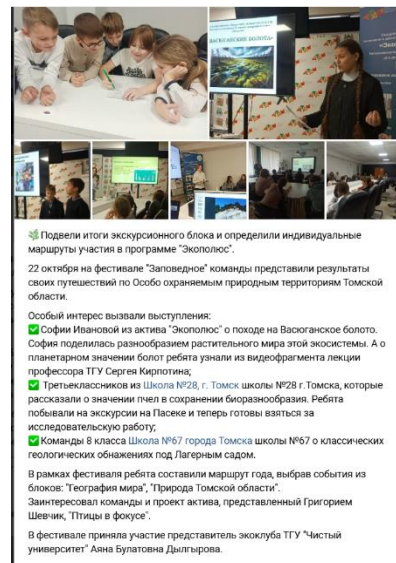 ВАСЮГАНСКИЕ БОЛОТА
🌿 Подвели итоги экскурсионного блока и определили индивидуальные
маршруты участия в программе "Экополюс".
22 октября на фестивале "Заповедное" команды представили результаты
своих путешествий по Особо охраняемым природным территориям Томской
области.
Особый интерес вызвали выступления:
✅ Софии Ивановой из актива "Экополюс" о походе на Васюганское болото.
София поделилась разнообразием растительного мира этой экосистемы. А о
планетарном значении болот ребята узнали из видеофрагмента лекции
профессора ТГУ Сергея Кирпотина;
✅ Третьеклассников из Школа №28, г. Томск школы №28 г.Томска, которые
рассказали о значении пчел в сохранении биоразнообразия. Ребята
побывали на экскурсии на Пасеке и теперь готовы взяться за
исследовательскую работу;
✅ Команды 8 класса Школа №67 города Томска школы №67 о классических
геологических обнажениях под Лагерным садом.
В рамках фестиваля ребята составили маршрут года, выбрав события из
блоков: "География мира", "Природа Томской области".
Заинтересовал команды и проект актива, представленный Григорием
Шевчик, "Птицы в фокусе".
В фестивале приняла участие представитель экоклуба ТГУ "Чистый
университет" Аяна Булатовна Дылгырова.